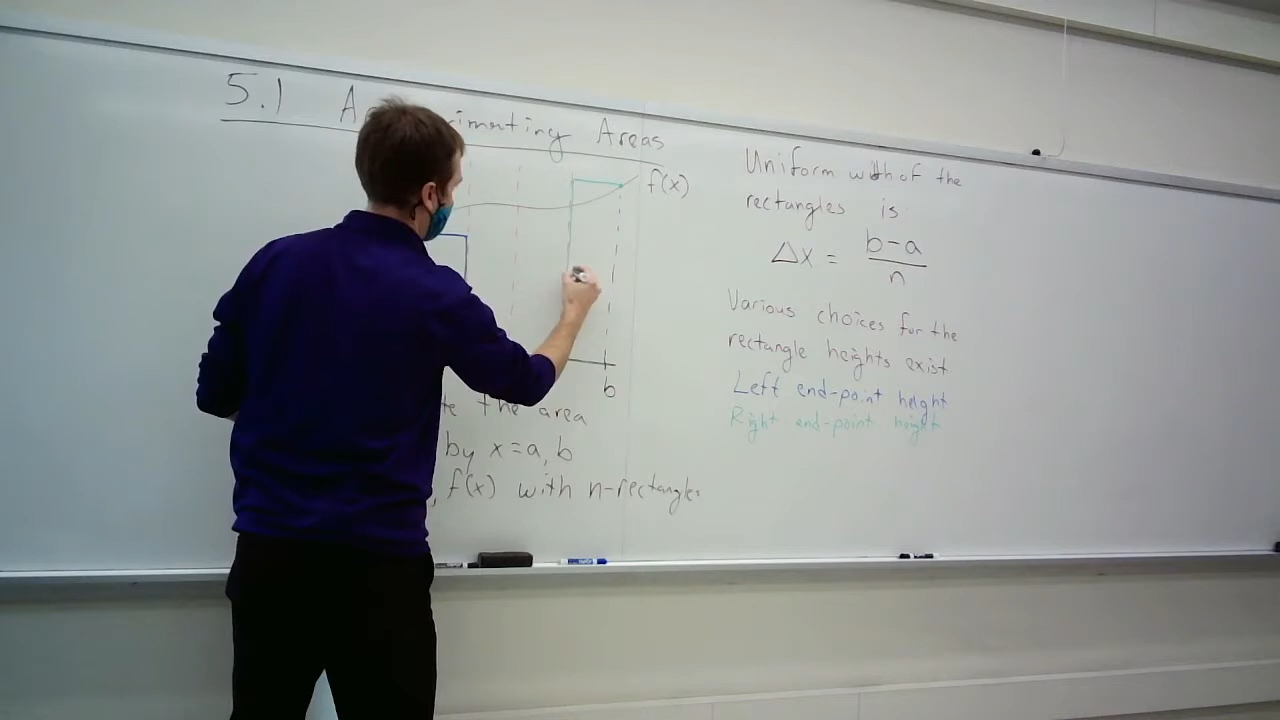 5.1 Areas
f(x)
b
the area
by x=a, b
, f(x) with n-rectangles
Uniform width of the
rectangles is
Δx = b-a
n
Various choices for the
rectangle heights exist
Left end-point height
Right end-point height